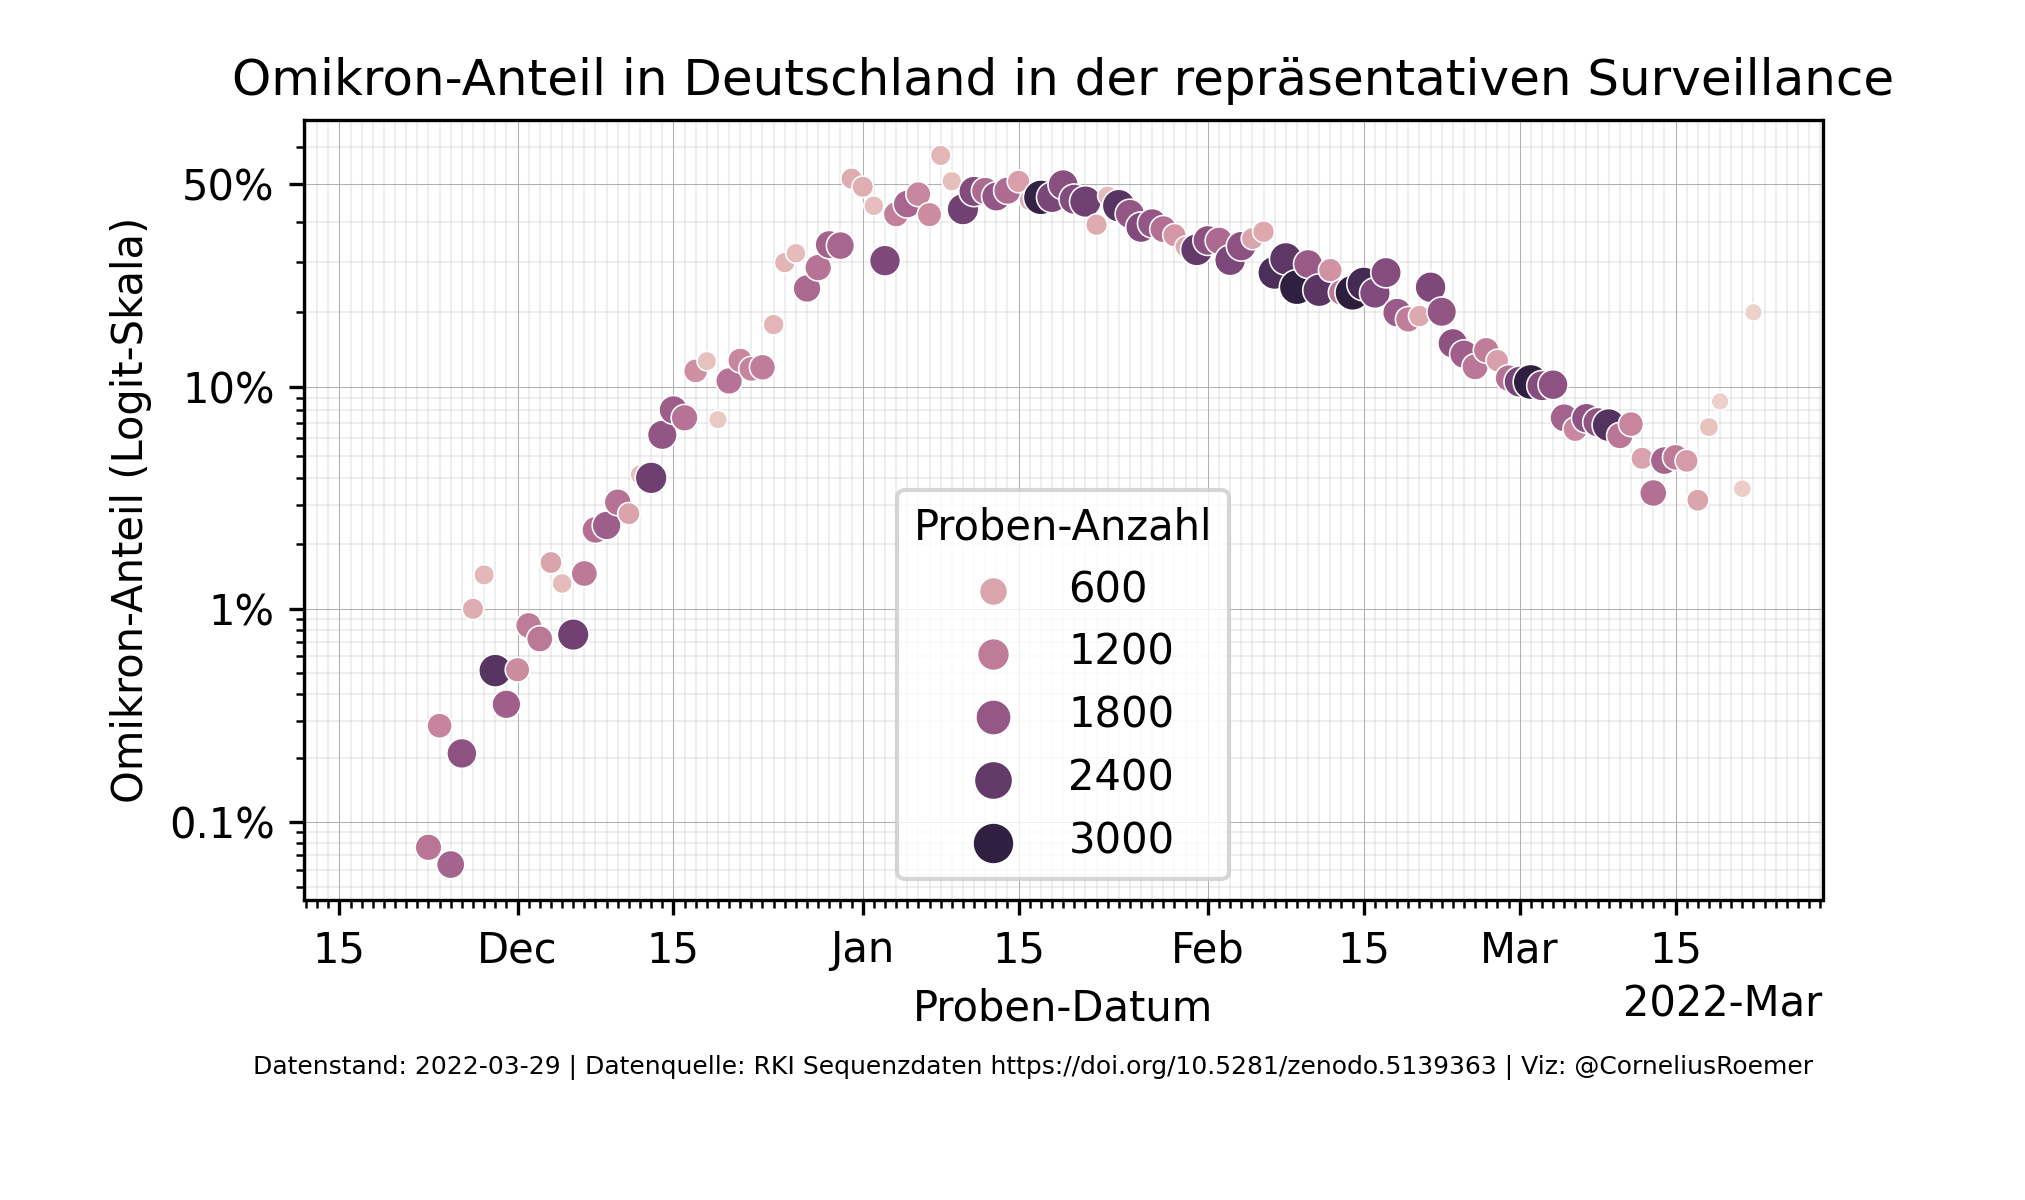 Omikron-Anteil in Deutschland in der repräsentativen Surveillance
Omikron-Anteil (Logit-Skala)
50%
10%
1%
0.1%
Proben-Anzahl
600
1200
1800
2400
3000
15 Dec 15 Jan 15 Feb 15 Mar 15
Proben-Datum
2022-Mar
Datenstand: 2022-03-29 | Datenquelle: RKI Sequenzdaten https://doi.org/10.5281/zenodo.5139363 | Viz: @CorneliusRoemer